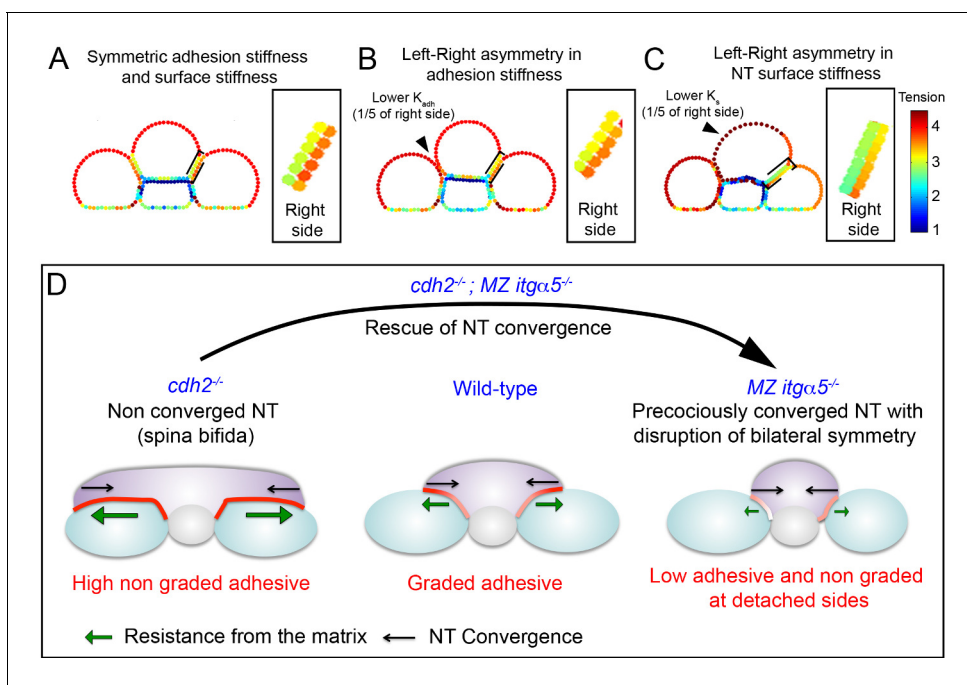 A
Symmetric adhesion stiffness
and surface stiffness
Right
side
B
Left-Right asymmetry in
adhesion stiffness
Lower Kadh
(1/5 of right side)
Right
side
C
Left-Right asymmetry in
NT surface stiffness
Lower Ks
(1/5 of right side)
Right
side
Tension
4
3
2
1
D
cdh2-/- ; MZ itgα5-/-
Rescue of NT convergence
cdh2-/-
Non converged NT
(spina bifida)
High non graded adhesive
Wild-type
Graded adhesive
MZ itgα5-/-
Precociously converged NT with
disruption of bilateral symmetry
Low adhesive and non graded
at detached sides
Resistance from the matrix
NT Convergence